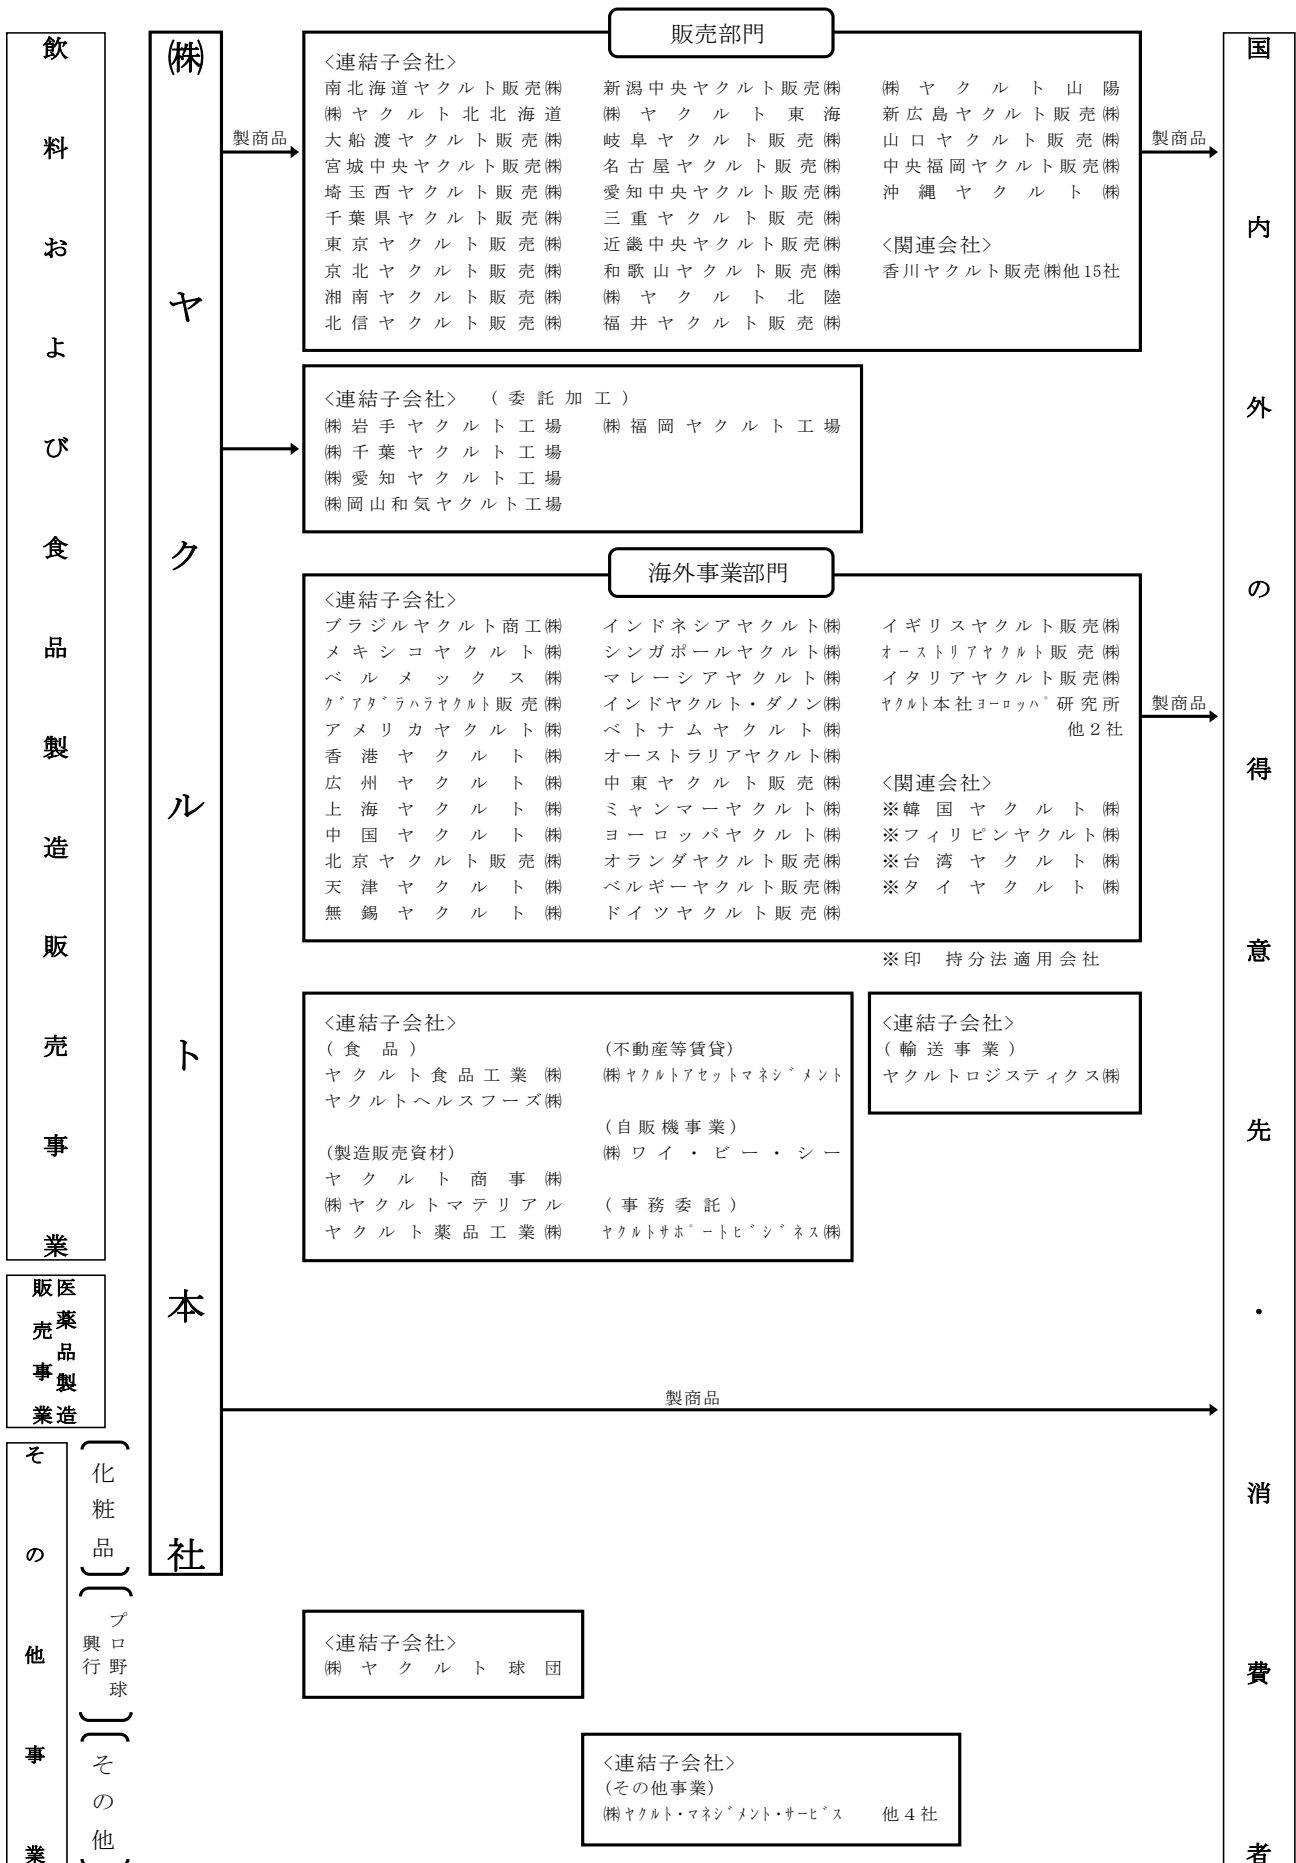 飲料および食品製造販売事業
医薬品製造
販売事業
その他事業
化粧品
プロ野球
興行
その他
㈱ヤクルト本社
製商品
販売部門
<連結子会社>
南北海道ヤクルト販売㈱
㈱ヤクルト北北海道
大船渡ヤクルト販売㈱
宮城中央ヤクルト販売㈱
埼玉西ヤクルト販売㈱
千葉県ヤクルト販売㈱
東京ヤクルト販売㈱
京北ヤクルト販売㈱
湘南ヤクルト販売㈱
北信ヤクルト販売㈱
新潟中央ヤクルト販売㈱
㈱ヤクルト東海
岐阜ヤクルト販売㈱
名古屋ヤクルト販売㈱
愛知中央ヤクルト販売㈱
三重ヤクルト販売㈱
近畿中央ヤクルト販売㈱
和歌山ヤクルト販売㈱
㈱ヤクルト北陸
福井ヤクルト販売㈱
㈱ヤクルト山陽
新広島ヤクルト販売㈱
山口ヤクルト販売㈱
中央福岡ヤクルト販売㈱
沖縄ヤクルト㈱
<関連会社>
香川ヤクルト販売㈱他15社
製商品
<連結子会社> (委託加工)
㈱岩手ヤクルト工場
㈱千葉ヤクルト工場
㈱愛知ヤクルト工場
㈱岡山和気ヤクルト工場
㈱福岡ヤクルト工場
海外事業部門
<連結子会社>
ブラジルヤクルト商工㈱
メキシコヤクルト㈱
ベルメックス㈱
グアダラハラヤクルト販売㈱
アメリカヤクルト㈱
香港ヤクルト㈱
広州ヤクルト㈱
上海ヤクルト㈱
中国ヤクルト㈱
北京ヤクルト販売㈱
天津ヤクルト㈱
無錫ヤクルト㈱
インドネシアヤクルト㈱
シンガポールヤクルト㈱
マレーシアヤクルト㈱
インドヤクルト・ダノン㈱
ベトナムヤクルト㈱
オーストラリアヤクルト㈱
中東ヤクルト販売㈱
ミャンマーヤクルト㈱
ヨーロッパヤクルト㈱
オランダヤクルト販売㈱
ベルギーヤクルト販売㈱
ドイツヤクルト販売㈱
イギリスヤクルト販売㈱
オーストリアヤクルト販売㈱
イタリアヤクルト販売㈱
ヤクルト本社ヨーロッパ研究所
他2社
<関連会社>
※韓国ヤクルト㈱
※フィリピンヤクルト㈱
※台湾ヤクルト㈱
※タイヤクルト㈱
製商品
※印 持分法適用会社
<連結子会社>
(食品)
ヤクルト食品工業㈱
ヤクルトヘルスフーズ㈱
(製造販売資材)
ヤクルト商事㈱
㈱ヤクルトマテリアル
ヤクルト薬品工業㈱
(不動産等賃貸)
㈱ヤクルトアセットマネジメント
(自販機事業)
㈱ワイ・ビー・シー
(事務委託)
ヤクルトサポートビジネス㈱
<連結子会社>
(輸送事業)
ヤクルトロジスティクス㈱
製商品
<連結子会社>
㈱ヤクルト球団
<連結子会社>
(その他事業)
㈱ヤクルト・マネジメント・サービス 他4社
国内外の得意先・消費者